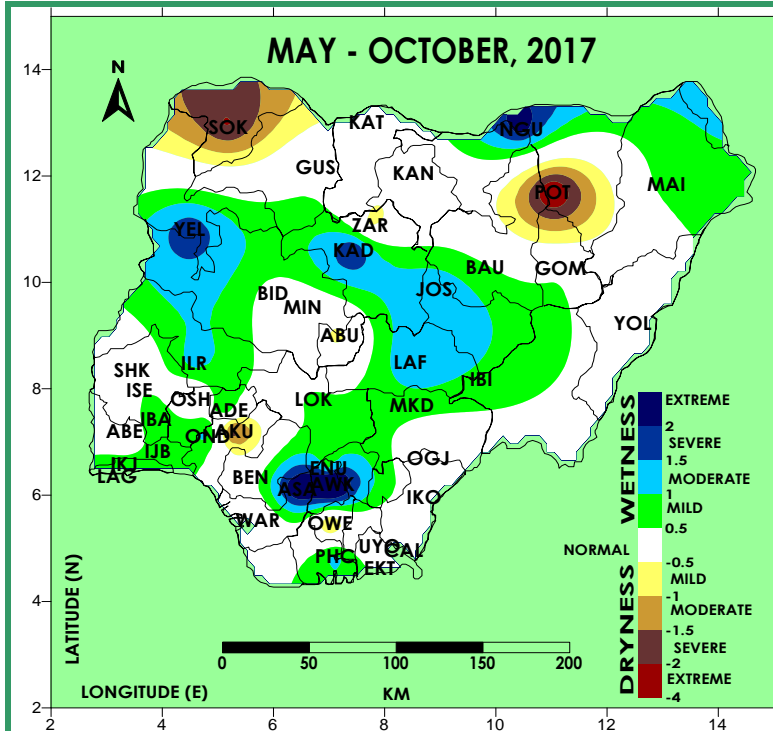 MAY - OCTOBER, 2017
N
14
12
10
8
6
4
2
SOK
KAT
NGU
GUS
KAN
POT
MAI
ZAR
YEL
KAD
BAU
GOM
JOS
BID
MIN
YOL
ABU
ILR
LAF
SHK
ISE
IBI
OSH
LOK
ADE
MKD
IBA
ABE
OND
AKU
IJB
OGJ
IKJ
LAG
BEN
ENU
ASA
AWK
IKO
WAR
OWE
UYO
CAL
PHC
EKT
WETNESS
EXTREME
2
SEVERE
1.5
MODERATE
1
MILD
0.5
NORMAL
-0.5
MILD
-1
MODERATE
-1.5
SEVERE
-2
EXTREME
-4
DRYNESS
LATITUDE (N)
0 50 100 150 200
LONGITUDE (E)
KM
2 4 6 8 10 12 14